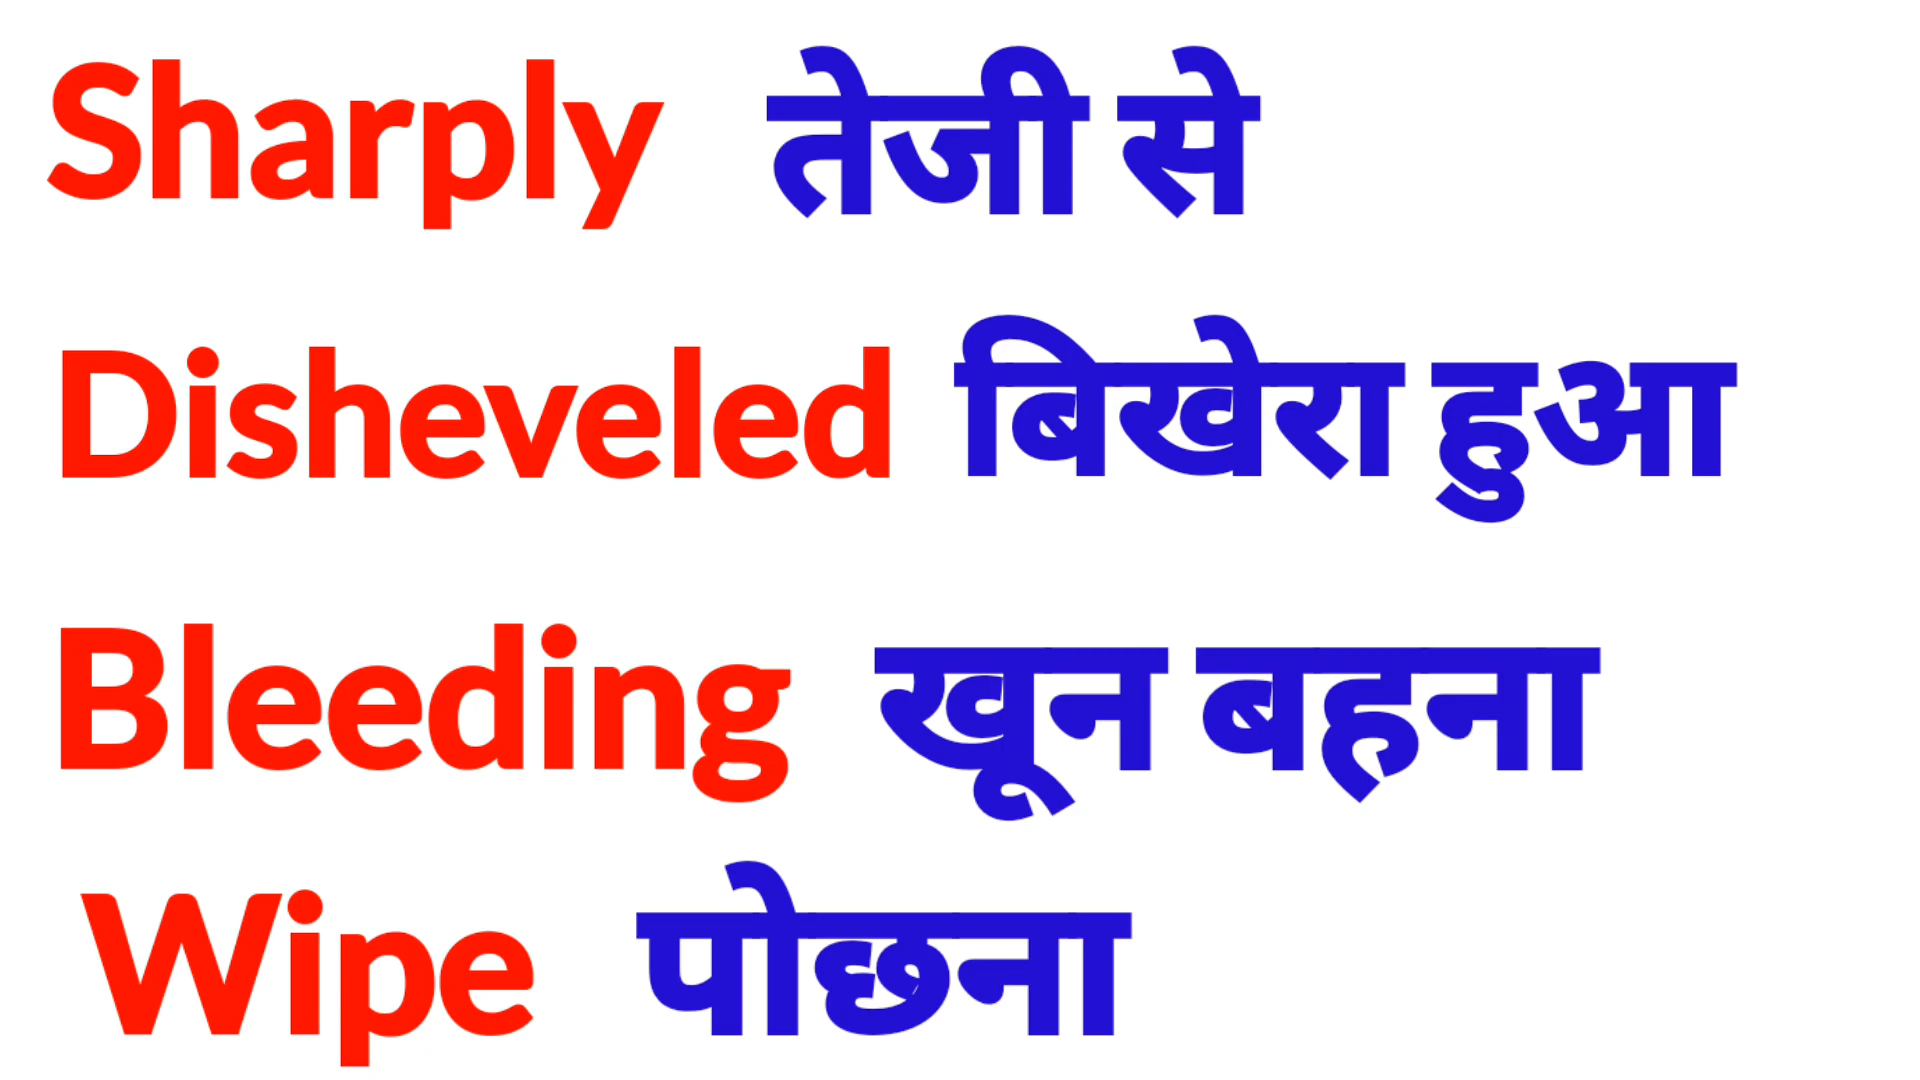 Sharply तेजी से
Disheveled बिखेरा हुआ
Bleeding खून बहना
Wipe पोछना